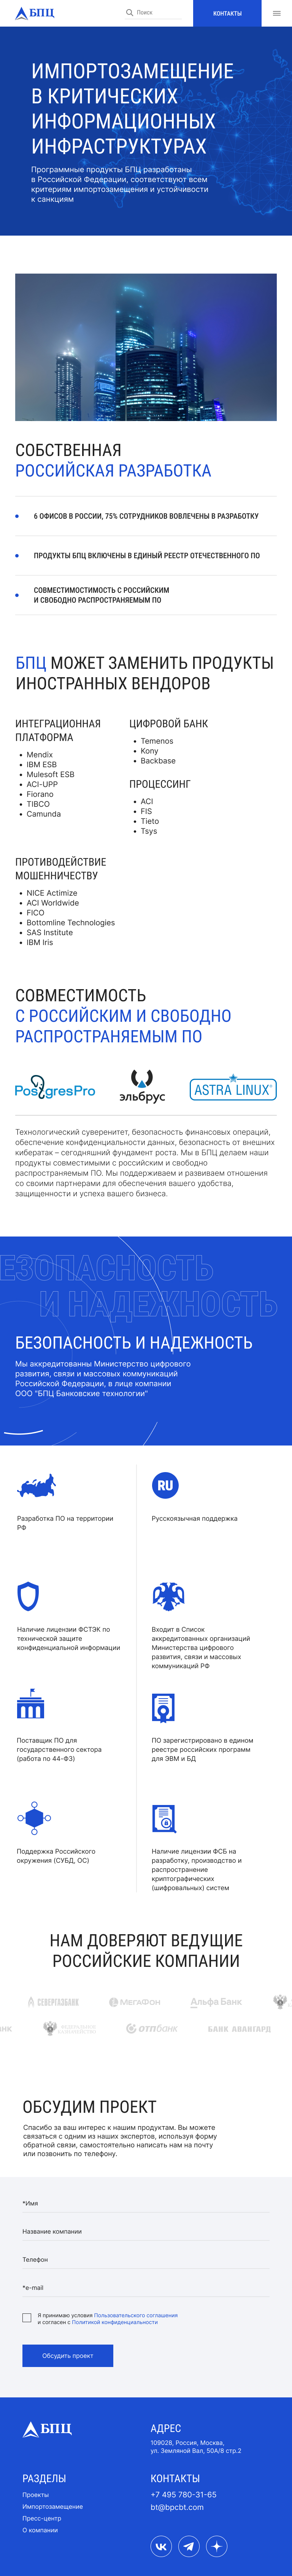 БПЦ
Поиск
КОНТАКТЫ
ИМПОРТОЗАМЕЩЕНИЕ
В КРИТИЧЕСКИХ
ИНФОРМАЦИОННЫХ
ИНФРАСТРУКТУРАХ
Программные продукты БПЦ разработаны
в Российской Федерации, соответствуют всем
критериям импортозамещения и устойчивости
к санкциям
СОБСТВЕННАЯ
РОССИЙСКАЯ РАЗРАБОТКА
6 ОФИСОВ В РОССИИ, 75% СОТРУДНИКОВ ВОВЛЕЧЕНЫ В РАЗРАБОТКУ
ПРОДУКТЫ БПЦ ВКЛЮЧЕНЫ В ЕДИНЫЙ РЕЕСТР ОТЕЧЕСТВЕННОГО ПО
СОВМЕСТИМОСТИМОСТЬ С РОССИЙСКИМ
И СВОБОДНО РАСПРОСТРАНЯЕМЫМ ПО
БПЦ МОЖЕТ ЗАМЕНИТЬ ПРОДУКТЫ
ИНОСТРАННЫХ ВЕНДОРОВ
ИНТЕГРАЦИОННАЯ
ПЛАТФОРМА
Mendix
IBM ESB
Mulesoft ESB
ACI-UPP
Fiorano
TIBCO
Camunda
ЦИФРОВОЙ БАНК
Temenos
Kony
Backbase
ПРОЦЕССИНГ
ACI
FIS
Tieto
Tsys
ПРОТИВОДЕЙСТВИЕ
МОШЕННИЧЕСТВУ
NICE Actimize
ACI Worldwide
FICO
Bottomline Technologies
SAS Institute
IBM Iris
СОВМЕСТИМОСТЬ
С РОССИЙСКИМ И СВОБОДНО
РАСПРОСТРАНЯЕМЫМ ПО
PostgresPro
эльбрус
ASTRA LINUX®
Технологический суверенитет, безопасность финансовых операций,
обеспечение конфиденциальности данных, безопасность от внешних
кибератак – сегодняшний фундамент роста. Мы в БПЦ делаем наши
продукты совместимыми с российским и свободно
распространяемым ПО. Мы поддерживаем и развиваем отношения
со своими партнерами для обеспечения вашего удобства,
защищенности и успеха вашего бизнеса.
ЕЗОПАСНОСТЬ
И НАДЕЖНОСТЬ
БЕЗОПАСНОСТЬ И НАДЕЖНОСТЬ
Мы аккредитованны Министерство цифрового
развития, связи и массовых коммуникаций
Российской Федерации, в лице компании
ООО "БПЦ Банковские технологии"
Разработка ПО на территории
РФ
RU
Русскоязычная поддержка
Наличие лицензии ФСТЭК по
технической защите
конфиденциальной информации
Входит в Список
аккредитованных организаций
Министерства цифрового
развития, связи и массовых
коммуникаций РФ
Поставщик ПО для
государственного сектора
(работа по 44-ФЗ)
ПО зарегистрировано в едином
реестре российских программ
для ЭВМ и БД
Поддержка Российского
окружения (СУБД, ОС)
Наличие лицензии ФСБ на
разработку, производство и
распространение
криптографических
(шифровальных) систем
НАМ ДОВЕРЯЮТ ВЕДУЩИЕ
РОССИЙСКИЕ КОМПАНИИ
СЕВЕРГАЗБАНК
МЕГАФОН
Альфа Банк
ФЕДЕРАЛЬНОЕ
КАЗНАЧЕЙСТВО
отпбанк
БАНК АВАНГАРД
ОБСУДИМ ПРОЕКТ
Спасибо за ваш интерес к нашим продуктам. Вы можете
связаться с одним из наших экспертов, используя форму
обратной связи, самостоятельно написать нам на почту
или позвонить по телефону.
*Имя
Название компании
Телефон
*e-mail
Я принимаю условия Пользовательского соглашения
и согласен с Политикой конфиденциальности
Обсудить проект
БПЦ
АДРЕС
109028, Россия, Москва,
ул. Земляной Вал, 50А/8 стр.2
РАЗДЕЛЫ
Проекты
Импортозамещение
Пресс-центр
О компании
КОНТАКТЫ
+7 495 780-31-65
bt@bpcbt.com